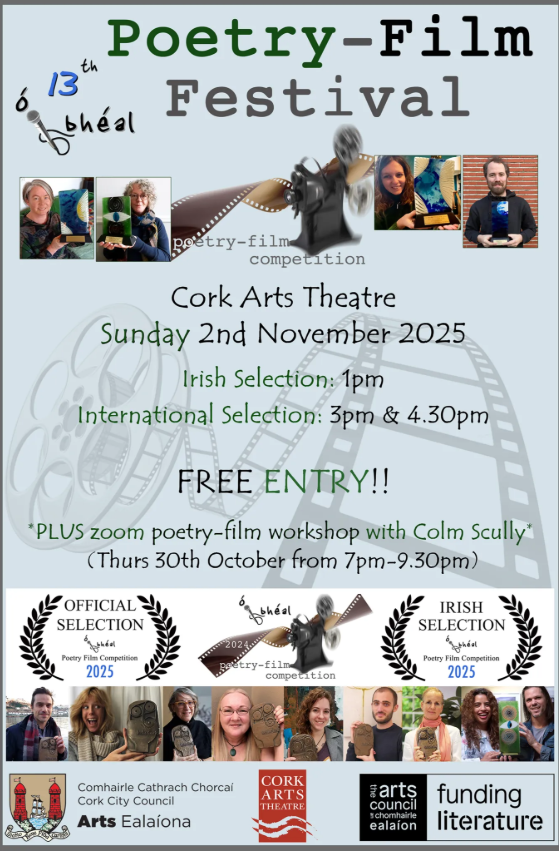 Poetry-Film
Festival
13th
ó bhéal
poetry-film
competition
Cork Arts Theatre
Sunday 2nd November 2025
Irish Selection: 1pm
International Selection: 3pm & 4.30pm
FREE ENTRY!!
*PLUS zoom poetry-film workshop with Colm Scully*
(Thurs 30th October from 7pm-9.30pm)
OFFICIAL
SELECTION
ó bhéal
Poetry Film Competition
2025
ó bhéal
2024
poetry-film
competition
IRISH
SELECTION
ó bhéal
Poetry Film Competition
2025
Comhairle Cathrach Chorcaí
Cork City Council
Arts Ealaíona
CORK
ARTS
THEATRE
the arts
council
chomhairle
ealaíon
funding
literature